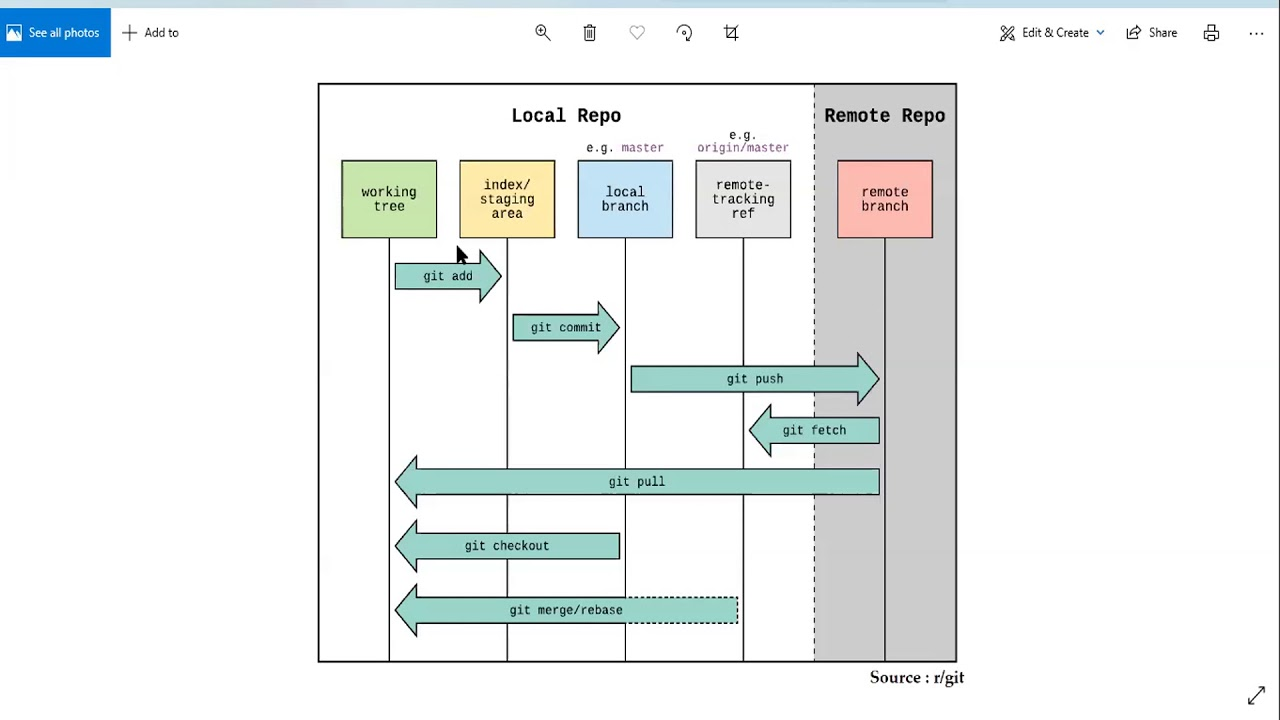 See all photos
Add to
Edit & Create
Share
Local Repo
Remote Repo
e.g. master
e.g.
origin/master
working
tree
index/
staging
area
local
branch
remote-
tracking
ref
remote
branch
git add
git commit
git push
git fetch
git pull
git checkout
git merge/rebase
Source : r/git